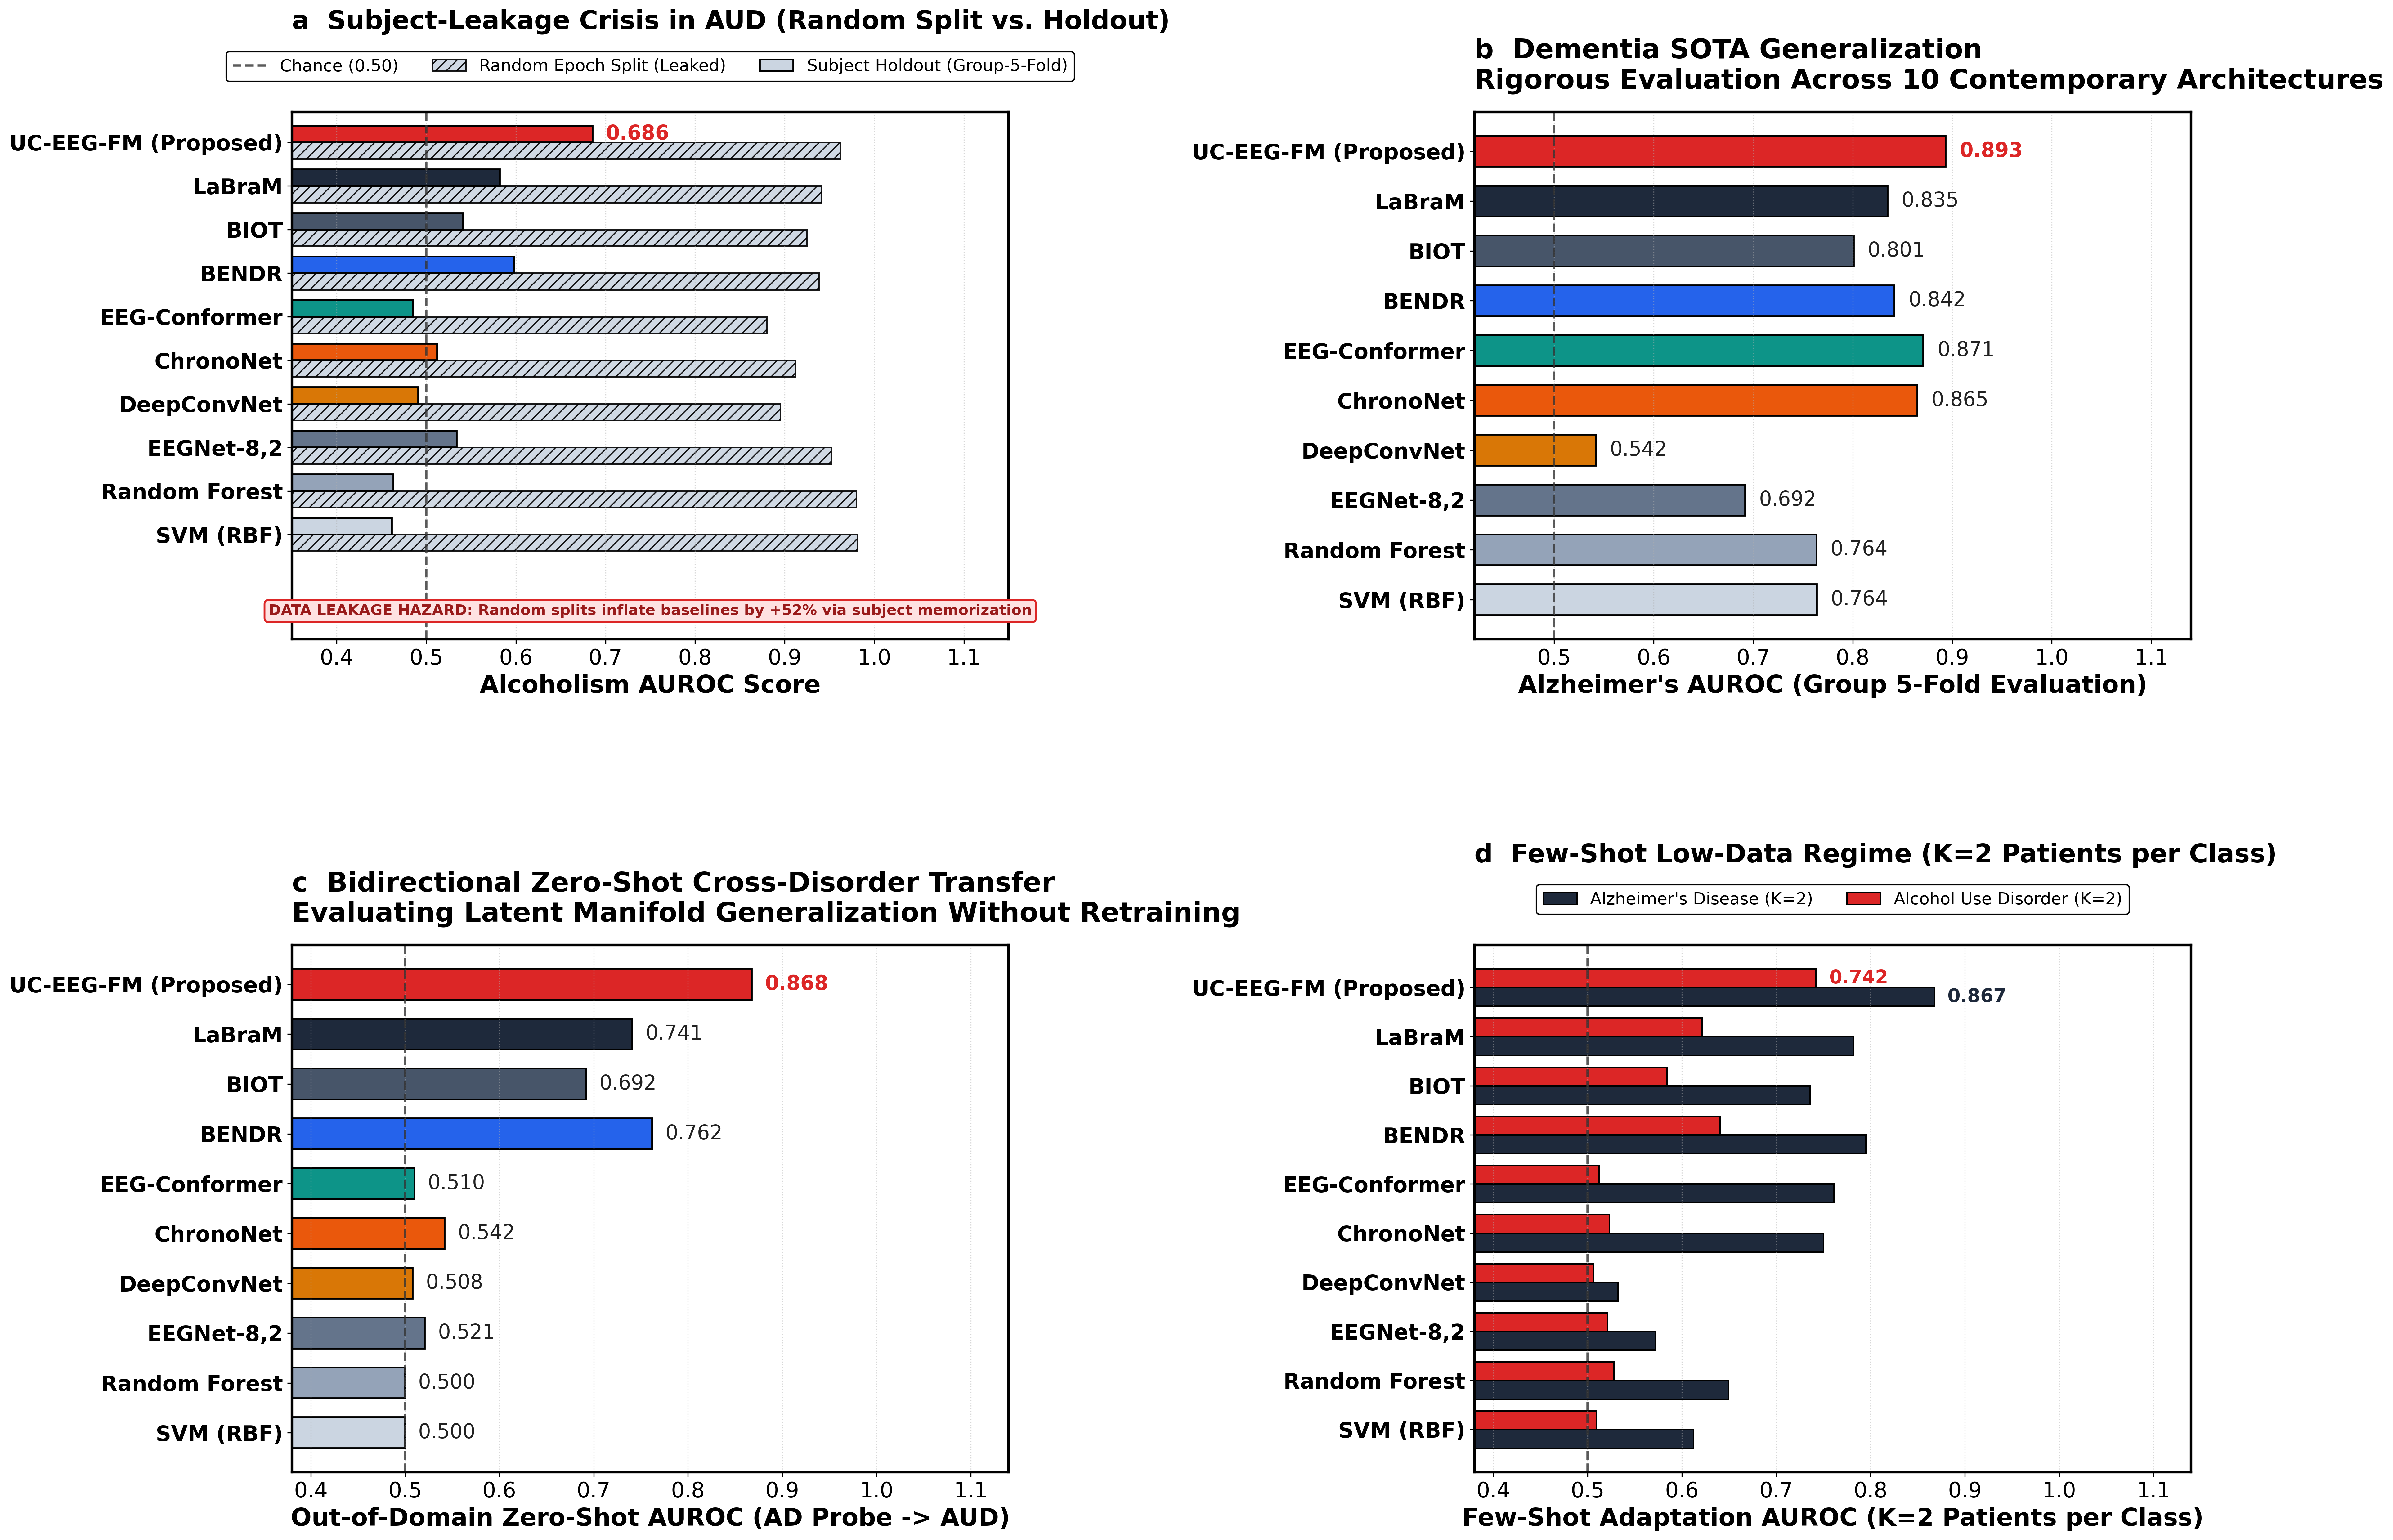 a  Subject-Leakage Crisis in AUD (Random Split vs. Holdout)
Chance (0.50)
Random Epoch Split (Leaked)
Subject Holdout (Group-5-Fold)
UC-EEG-FM (Proposed)
0.686
LaBraM
BIOT
BENDR
EEG-Conformer
ChronoNet
DeepConvNet
EEGNet-8,2
Random Forest
SVM (RBF)
DATA LEAKAGE HAZARD: Random splits inflate baselines by +52% via subject memorization
0.4 0.5 0.6 0.7 0.8 0.9 1.0 1.1
Alcoholism AUROC Score
b  Dementia SOTA Generalization
Rigorous Evaluation Across 10 Contemporary Architectures
UC-EEG-FM (Proposed) 0.893
LaBraM 0.835
BIOT 0.801
BENDR 0.842
EEG-Conformer 0.871
ChronoNet 0.865
DeepConvNet 0.542
EEGNet-8,2 0.692
Random Forest 0.764
SVM (RBF) 0.764
0.5 0.6 0.7 0.8 0.9 1.0 1.1
Alzheimer's AUROC (Group 5-Fold Evaluation)
c  Bidirectional Zero-Shot Cross-Disorder Transfer
Evaluating Latent Manifold Generalization Without Retraining
UC-EEG-FM (Proposed) 0.868
LaBraM 0.741
BIOT 0.692
BENDR 0.762
EEG-Conformer 0.510
ChronoNet 0.542
DeepConvNet 0.508
EEGNet-8,2 0.521
Random Forest 0.500
SVM (RBF) 0.500
0.4 0.5 0.6 0.7 0.8 0.9 1.0 1.1
Out-of-Domain Zero-Shot AUROC (AD Probe -> AUD)
d  Few-Shot Low-Data Regime (K=2 Patients per Class)
Alzheimer's Disease (K=2)
Alcohol Use Disorder (K=2)
UC-EEG-FM (Proposed)
0.742
0.867
LaBraM
BIOT
BENDR
EEG-Conformer
ChronoNet
DeepConvNet
EEGNet-8,2
Random Forest
SVM (RBF)
0.4 0.5 0.6 0.7 0.8 0.9 1.0 1.1
Few-Shot Adaptation AUROC (K=2 Patients per Class)